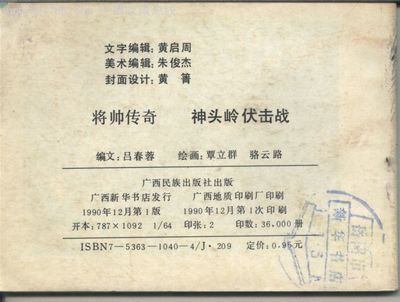 文字编辑：黄启周
美术编辑：朱俊杰
封面设计：黄 箐
将帅传奇 神头岭伏击战
编文：吕春蓉 绘画：覃立群 骆云路
广西民族出版社出版
广西新华书店发行 广西地质印刷厂印刷
1990年12月第1版 1990年12月第1次印刷
开本：787×1092 1/64 印张：2 印数：36,000册
ISBN7—5363—1040—4/J·209 定价：0.95元
新华书店